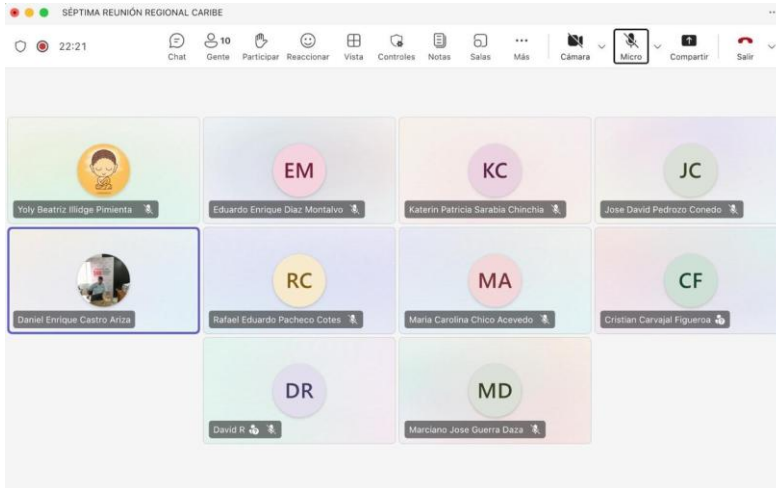 SÉPTIMA REUNIÓN REGIONAL CARIBE
22:21
Chat
10
Gente
Participar
Reaccionar
Vista
Controles
Notas
Salas
Más
Cámara
Micro
Compartir
Salir
Yoly Beatriz Illidge Pimienta
EM
Eduardo Enrique Diaz Montalvo
KC
Katerin Patricia Sarabia Chinchia
JC
Jose David Pedrozo Conedo
Daniel Enrique Castro Ariza
RC
Rafael Eduardo Pacheco Cotes
MA
Maria Carolina Chico Acevedo
CF
Cristian Carvajal Figueroa
DR
David R
MD
Marciano Jose Guerra Daza